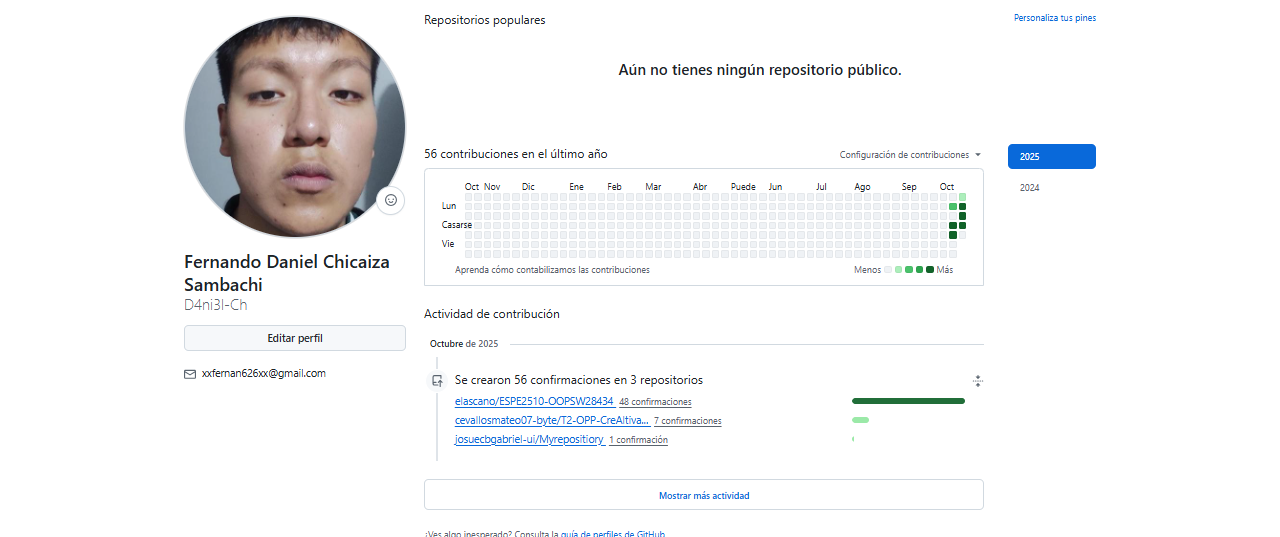 Repositorios populares
Personaliza tus pines
Aún no tienes ningún repositorio público.
56 contribuciones en el último año
Configuración de contribuciones
2025
2024
Oct Nov Dic Ene Feb Mar Abr Puede Jun Jul Ago Sep Oct
Lun
Casarse
Vie
Aprenda cómo contabilizamos las contribuciones
Menos Más
Fernando Daniel Chicaiza
Sambachi
D4ni3l-Ch
Editar perfil
xxfernan626xx@gmail.com
Actividad de contribución
Octubre de 2025
Se crearon 56 confirmaciones en 3 repositorios
elascano/ESPE2510-OOPSW28434 48 confirmaciones
cevallosmateo07-byte/T2-OPP-CreAltiva... 7 confirmaciones
josuecbgabriel-ui/Myrepositiory 1 confirmación
Mostrar más actividad
¿Ves algo inesperado? Consulta la guía de perfiles de GitHub.